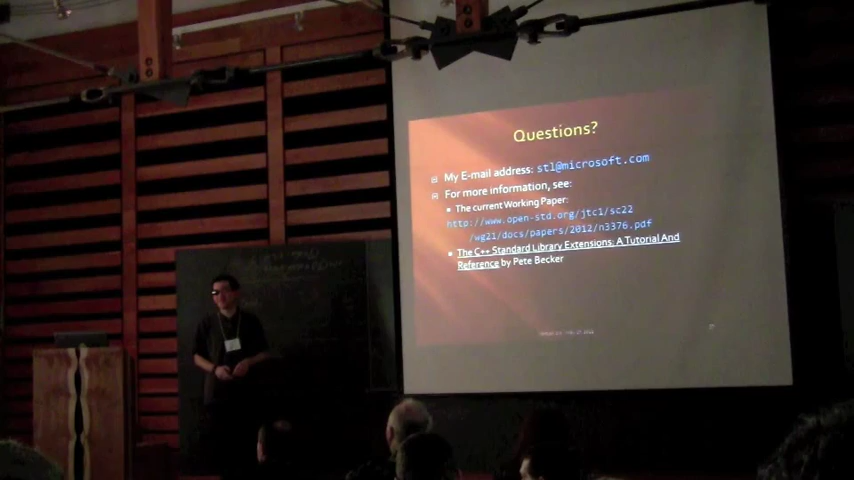 Questions?
My E-mail address: stl@microsoft.com
For more information, see:
The current Working Paper:
http://www.open-std.org/jtc1/sc22
/wg21/docs/papers/2012/n3376.pdf
The C++ Standard Library Extensions: A Tutorial And
Reference by Pete Becker